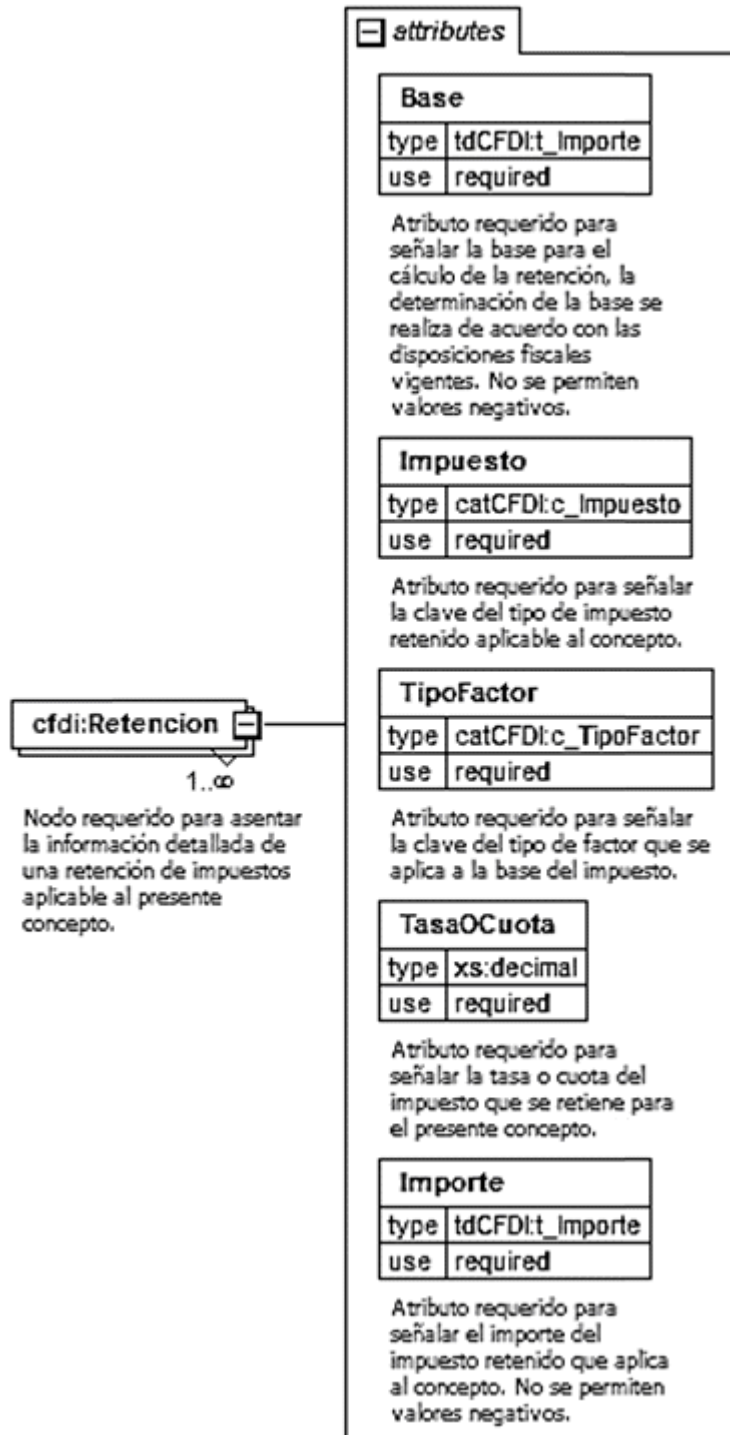 attributes
Base
type tdCFDI:t_Importe
use required
Atributo requerido para
señalar la base para el
cálculo de la retención, la
determinación de la base se
realiza de acuerdo con las
disposiciones fiscales
vigentes. No se permiten
valores negativos.
Impuesto
type catCFDI:c_Impuesto
use required
Atributo requerido para señalar
la clave del tipo de impuesto
retenido aplicable al concepto.
cfdi:Retencion
1..∞
Nodo requerido para asentar
la información detallada de
una retención de impuestos
aplicable al presente
concepto.
TipoFactor
type catCFDI:c_TipoFactor
use required
Atributo requerido para señalar
la clave del tipo de factor que se
aplica a la base del impuesto.
TasaOCuota
type xs:decimal
use required
Atributo requerido para
señalar la tasa o cuota del
impuesto que se retiene para
el presente concepto.
Importe
type tdCFDI:t_Importe
use required
Atributo requerido para
señalar el importe del
impuesto retenido que aplica
al concepto. No se permiten
valores negativos.